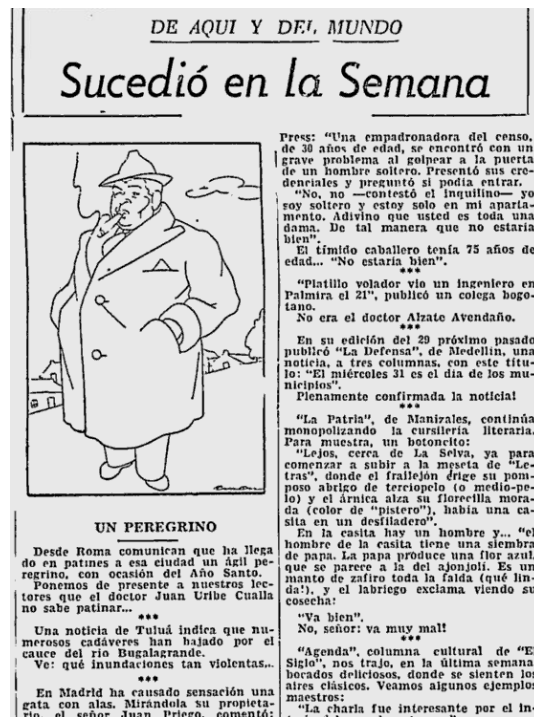 DE AQUI Y DEL MUNDO
Sucedió en la Semana
UN PEREGRINO
Desde Roma comunican que ha llega
do en patines a esa ciudad un ágil pe-
regrino, con ocasión del Año Santo.
Ponemos de presente a nuestros lec-
tores que el doctor Juan Uribe Cualla
no sabe patinar...
***
Una noticia de Tuluá indica que nu-
merosos cadáveres han bajado por el
cauce del río Bugalagrande.
Ve: qué inundaciones tan violentas...
***
En Madrid ha causado sensación una
gata con alas. Mirándola su propieta-
rio, el señor Juan Priego, comentó:
Press: "Una empadronadora del censo,
de 30 años de edad, se encontró con un
grave problema al golpear a la puerta
de un hombre soltero. Presentó sus cre-
denciales y preguntó si podía entrar.
"No, no —contestó el inquilino— yo
soy soltero y estoy solo en mi aparta-
mento. Adivino que usted es toda una
dama. De tal manera que no estaría
bien".
El tímido caballero tenía 75 años de
edad... "No estaría bien".
***
"Platillo volador vio un ingeniero en
Palmira el 21", publicó un colega bogo-
tano.
No era el doctor Alzate Avendaño.
***
En su edición del 29 próximo pasado
publicó "La Defensa", de Medellín, una
noticia, a tres columnas, con este títu-
lo: "El miércoles 31 es el día de los mu-
nicipios".
Plenamente confirmada la noticia!
***
"La Patria", de Manizales, continúa
monopolizando la cursilería literaria.
Para muestra, un botoncito:
"Lejos, cerca de La Selva, ya para
comenzar a subir a la meseta de "Le-
tras", donde el frailejón érige su pom-
poso abrigo de terciopelo (o medio-pe-
lo) y el árnica alza su florecilla mora-
da (color de "pistero"), había una ca-
sita en un desfiladero".
En la casita hay un hombre y... "el
hombre de la casita tiene una siembra
de papa. La papa produce una flor azul,
que se parece a la del ajonjolí. Es un
manto de zafiro toda la falda (qué lin-
da!), y el labriego exclama viendo su
cosecha:
"Va bien".
No, señor: va muy mal!
***
"Agenda", columna cultural de "El
Siglo", nos trajo, en la última semana
bocados deliciosos, donde se sienten los
aires clásicos. Veamos algunos ejemplos
maestros:
"La charla fue interesante por el in-